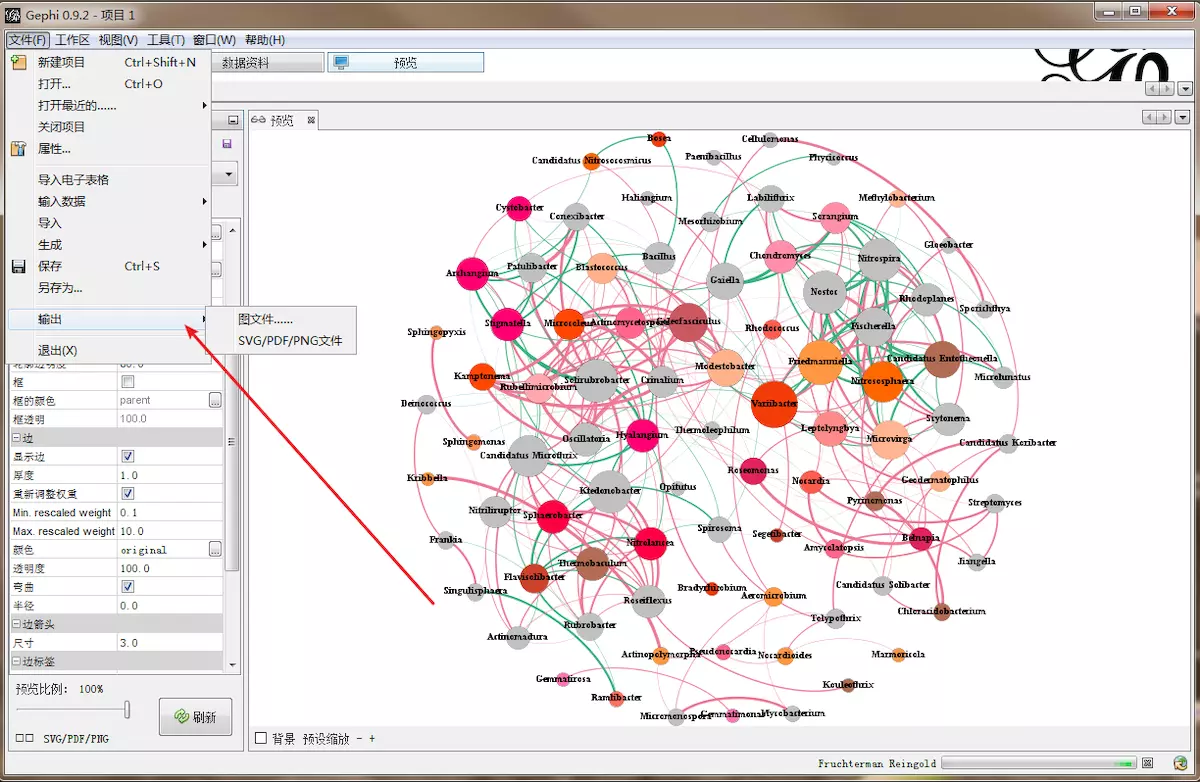 Gephi 0.9.2 - 项目 1
文件(F) 工作区 视图(V) 工具(T) 窗口(W) 帮助(H)
新建项目 Ctrl+Shift+N
打开... Ctrl+O
打开最近的......
关闭项目
属性...
导入电子表格
输入数据
导入
生成
保存 Ctrl+S
另存为...
输出
退出(X)
图文件......
SVG/PDF/PNG文件
数据资料
预览
预览
框
框的颜色 parent
框透明 100.0
边
显示边
厚度 1.0
重新调整权重
Min. rescaled weight 0.1
Max. rescaled weight 10.0
颜色 original
透明度 100.0
弯曲
半径 0.0
边箭头
尺寸 3.0
边标签
预览比例： 100%
刷新
SVG/PDF/PNG
Bosea
Cellulomonas
Candidatus Nitrosocosmicus
Paenibacillus
Phycicoccus
Haliangium
Labilithrix
Methylobacterium
Cystobacter
Conexibacter
Mesorhizobium
Sorangium
Gloeobacter
Archangium
Patulibacter
Blastococcus
Bacillus
Gaiella
Chondromyces
Nitrospira
Nostoc
Rhodoplanes
Sporichthya
Stigmatella
Microcoleus
Rhodococcus
Fischerella
Sphingopyxis
Modestobacter
Friedmanniella
Candidatus Entotheonella
Kamptonema
Rubellimicrobium
Solirubrobacter
Crinalium
Nitrososphaera
Microlunatus
Deinococcus
Variibacter
Scytonema
Sphingomonas
Oscillatoria
Hyalangium
Thermoleophilum
Leptolyngbya
Microvirga
Candidatus Koribacter
Candidatus Microthrix
Kribbella
Ktedonobacter
Opitutus
Roseomonas
Nocardia
Geodermatophilus
Pyrinomonas
Streptomyces
Nitriliruptor
Sphaerobacter
Spirosoma
Segetibacter
Frankia
Nitrolancea
Amycolatopsis
Belnapia
Jiangella
Thermobaculum
Flavisolibacter
Singulisphaera
Bradyrhizobium
Aeromicrobium
Candidatus Solibacter
Roseiflexus
Chloracidobacterium
Tolypothrix
Rubrobacter
Actinomadura
Actinopolymorpha
Pseudonocardia
Nocardioides
Marmoricola
Gemmatirosa
Kouleothrix
Ramlibacter
Micromonospora
Gemmatimonas
Mycobacterium
背景 预设缩放 - +
Fruchterman Reingold